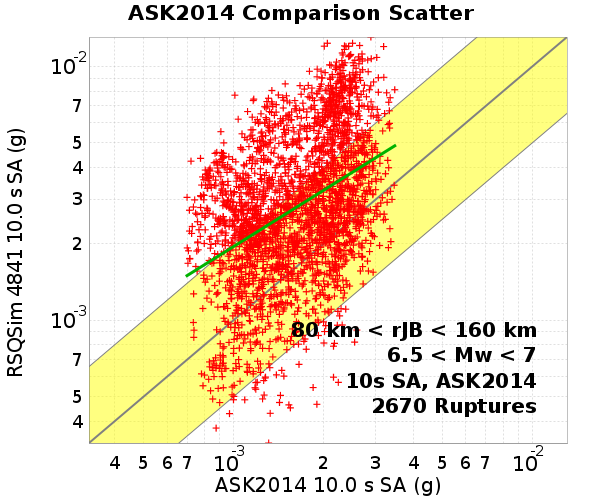 ASK2014 Comparison Scatter
RSQSim 4841 10.0 s SA (g)
10-2
7
5
4
3
2
10-3
7
5
4
80 km < rJB < 160 km
6.5 < Mw < 7
10s SA, ASK2014
2670 Ruptures
4 5 6 7 10-3 2 3 4 5 6 7 10-2
ASK2014 10.0 s SA (g)